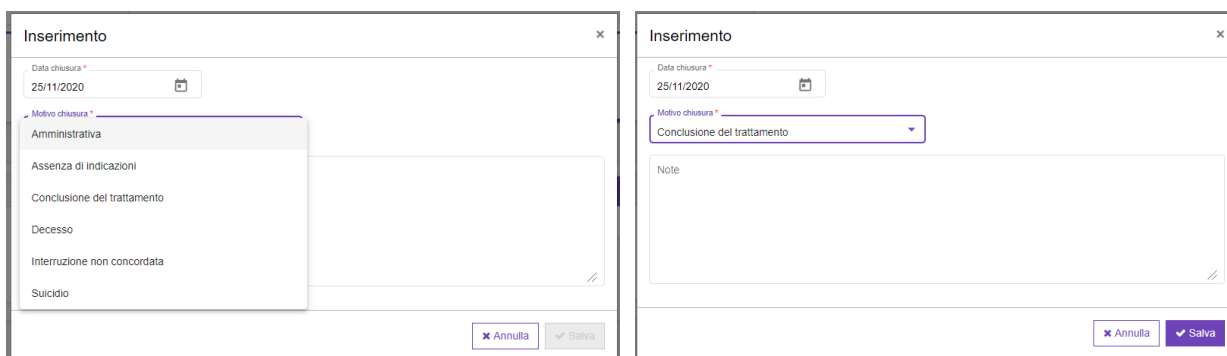 Inserimento ×
Data chiusura *
25/11/2020
Motivo chiusura *
Amministrativa
Assenza di indicazioni
Conclusione del trattamento
Decesso
Interruzione non concordata
Suicidio
× Annulla ✔ Salva
Inserimento ×
Data chiusura *
25/11/2020
Motivo chiusura *
Conclusione del trattamento
Note
× Annulla ✔ Salva